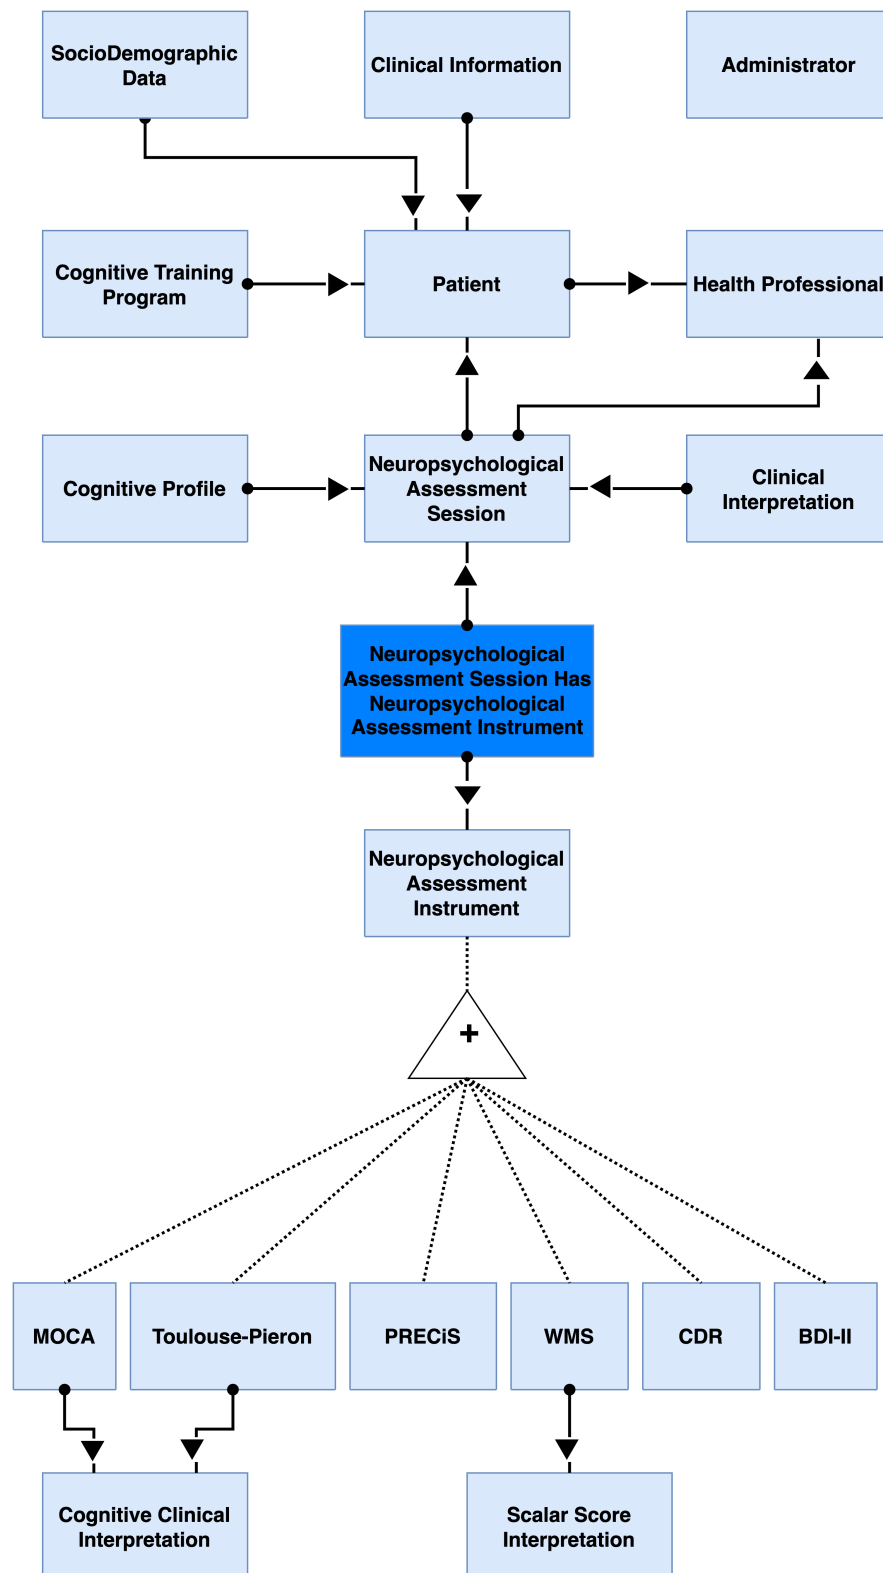 SocioDemographic
Data
Clinical Information
Administrator
Cognitive Training
Program
Patient
Health Professional
Cognitive Profile
Neuropsychological
Assessment
Session
Clinical
Interpretation
Neuropsychological
Assessment Session Has
Neuropsychological
Assessment Instrument
Neuropsychological
Assessment
Instrument
+
MOCA
Toulouse-Pieron
PRECiS
WMS
CDR
BDI-II
Cognitive Clinical
Interpretation
Scalar Score
Interpretation